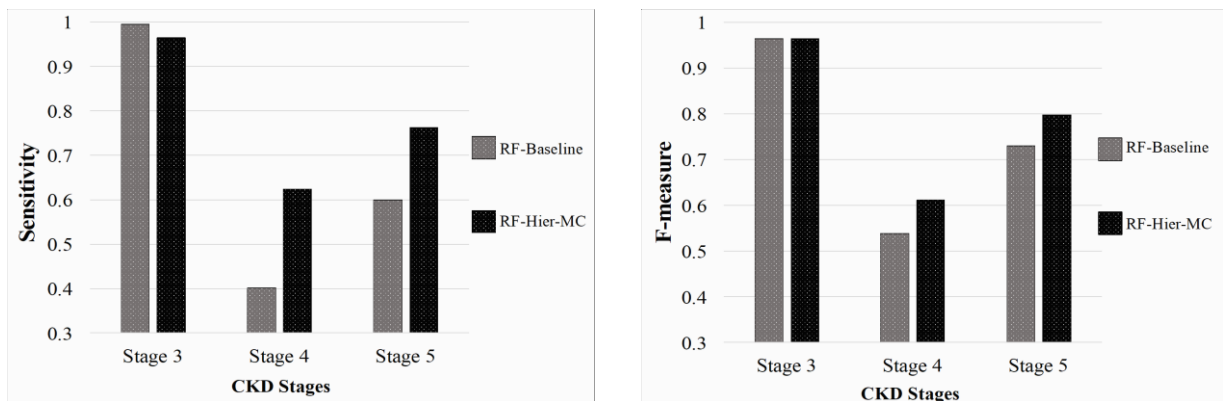 1
0.9
0.8
0.7
0.6
0.5
0.4
0.3
Sensitivity
Stage 3 Stage 4 Stage 5
CKD Stages
RF-Baseline
RF-Hier-MC
1
0.9
0.8
0.7
0.6
0.5
0.4
0.3
F-measure
Stage 3 Stage 4 Stage 5
CKD Stages
RF-Baseline
RF-Hier-MC